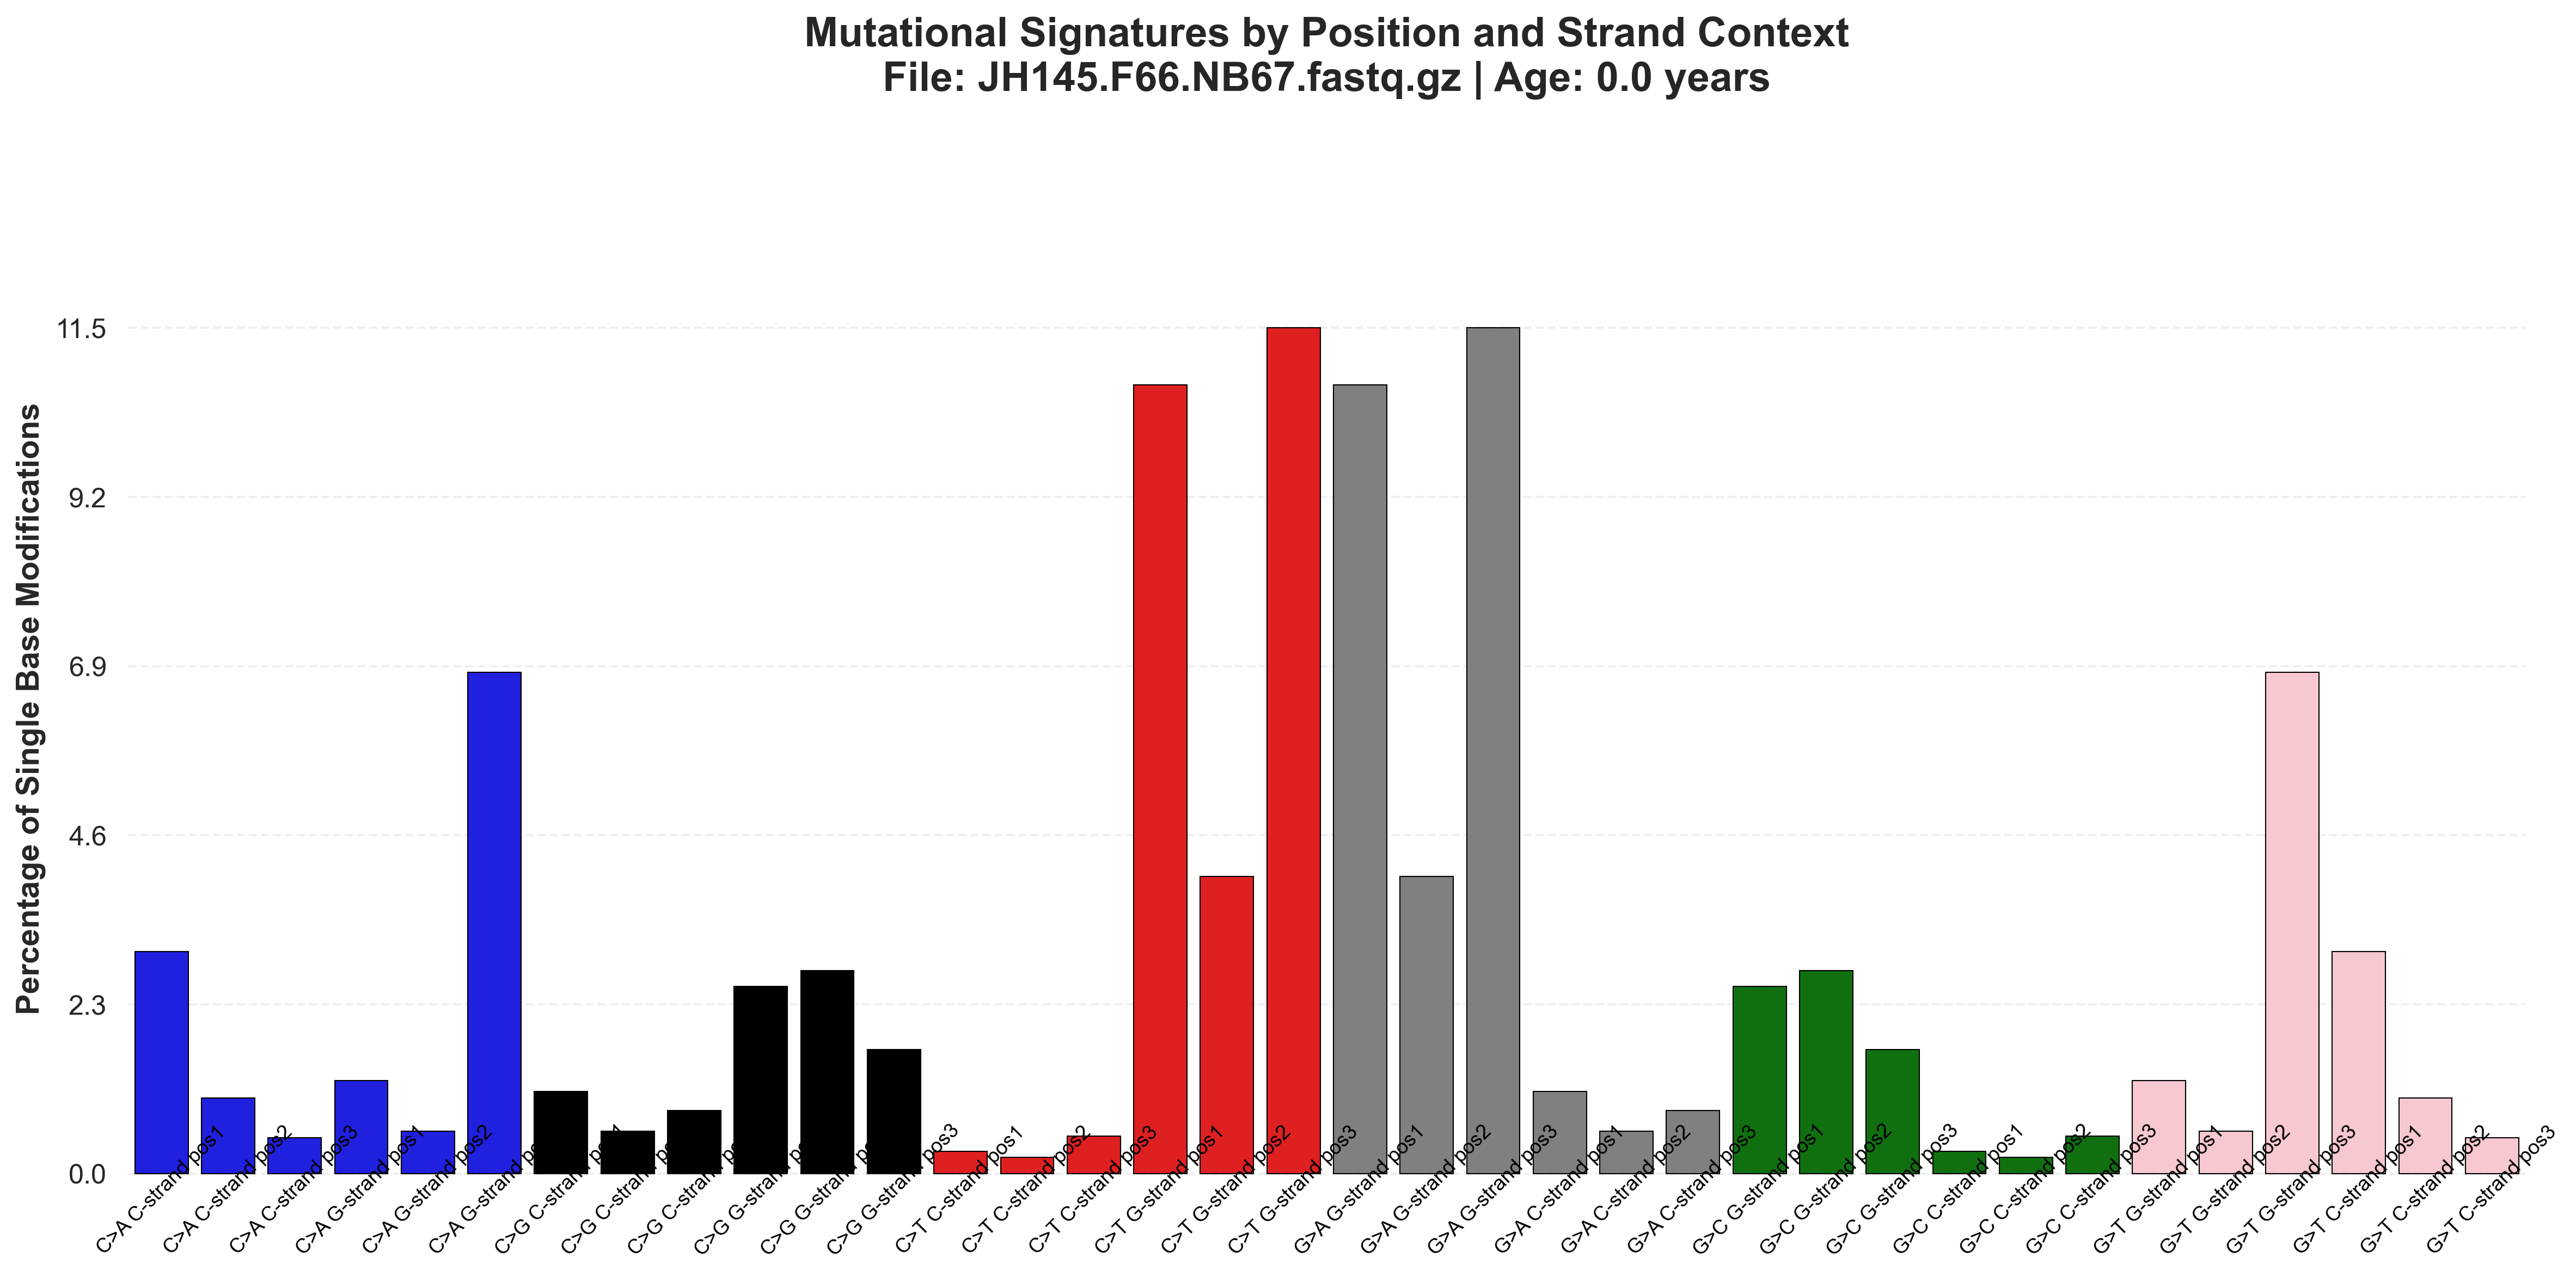 Mutational Signatures by Position and Strand Context
File: JH145.F66.NB67.fastq.gz | Age: 0.0 years
Percentage of Single Base Modifications
11.5
9.2
6.9
4.6
2.3
0.0
C>A C-strand pos1
C>A C-strand pos2
C>A C-strand pos3
C>A G-strand pos1
C>A G-strand pos2
C>A G-strand pos3
C>G C-strand pos1
C>G C-strand pos2
C>G C-strand pos3
C>G G-strand pos1
C>G G-strand pos2
C>G G-strand pos3
C>T C-strand pos1
C>T C-strand pos2
C>T C-strand pos3
C>T G-strand pos1
C>T G-strand pos2
C>T G-strand pos3
G>A G-strand pos1
G>A G-strand pos2
G>A G-strand pos3
G>A C-strand pos1
G>A C-strand pos2
G>A C-strand pos3
G>C G-strand pos1
G>C G-strand pos2
G>C G-strand pos3
G>C C-strand pos1
G>C C-strand pos2
G>C C-strand pos3
G>T G-strand pos1
G>T G-strand pos2
G>T G-strand pos3
G>T C-strand pos1
G>T C-strand pos2
G>T C-strand pos3